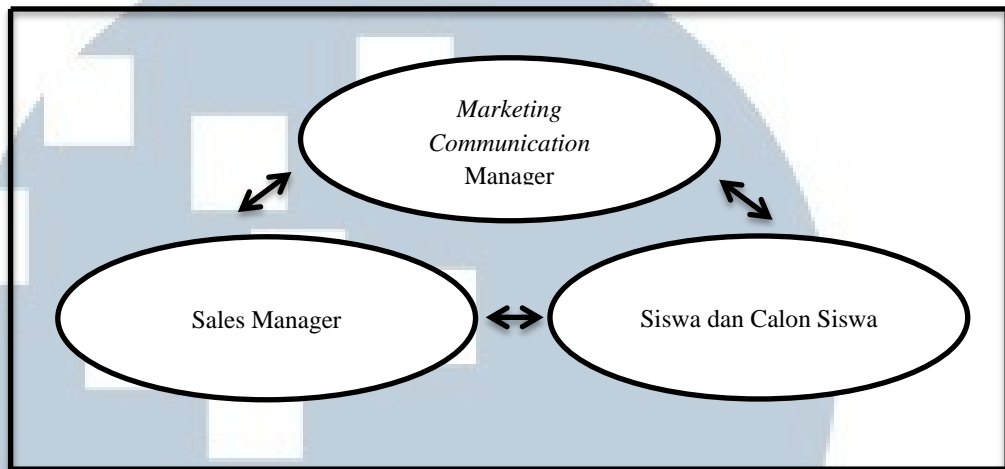 Marketing
Communication
Manager
Sales Manager
Siswa dan Calon Siswa